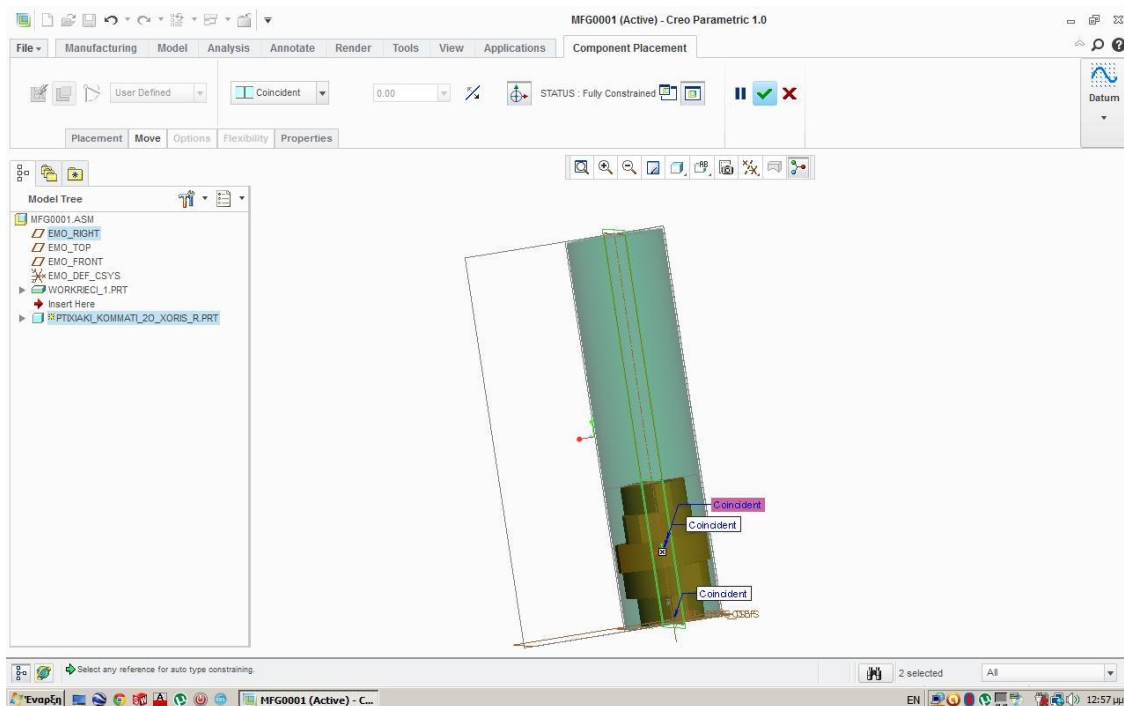 MFG0001 (Active) - Creo Parametric 1.0
File Manufacturing Model Analysis Annotate Render Tools View Applications Component Placement
User Defined Coincident 0.00 STATUS : Fully Constrained
Datum
Placement Move Options Flexibility Properties
Model Tree
MFG0001.ASM
EMO_RIGHT
EMO_TOP
EMO_FRONT
EMO_DEF_CSYS
WORKRIECI_1.PRT
Insert Here
PTIXIAKI_KOMMATI_2O_XORIS_R.PRT
Coincident
Coincident
Coincident
Select any reference for auto type constraining.
2 selected All
Έναρξη MFG0001 (Active) - C... EN 12:57 μμ